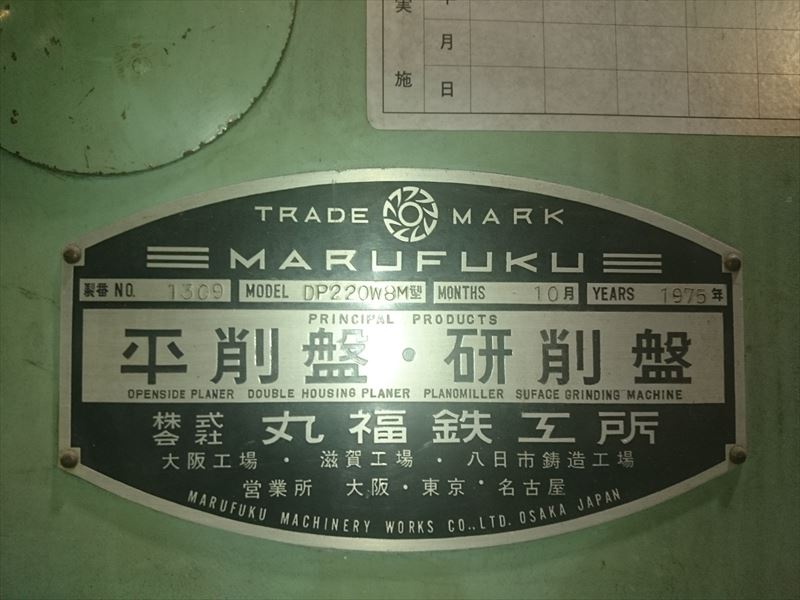 実施
年
月
日
TRADE MARK
MARUFUKU
製番 NO. 1309 MODEL DP220W8M型 MONTHS 10月 YEARS 1975年
PRINCIPAL PRODUCTS
平削盤・研削盤
OPENSIDE PLANER DOUBLE HOUSING PLANER PLANOMILLER SUFACE GRINDING MACHINE
株式会社 丸福鉄工所
大阪工場・滋賀工場・八日市鋳造工場
営業所 大阪・東京・名古屋
MARUFUKU MACHINERY WORKS CO.,LTD. OSAKA JAPAN